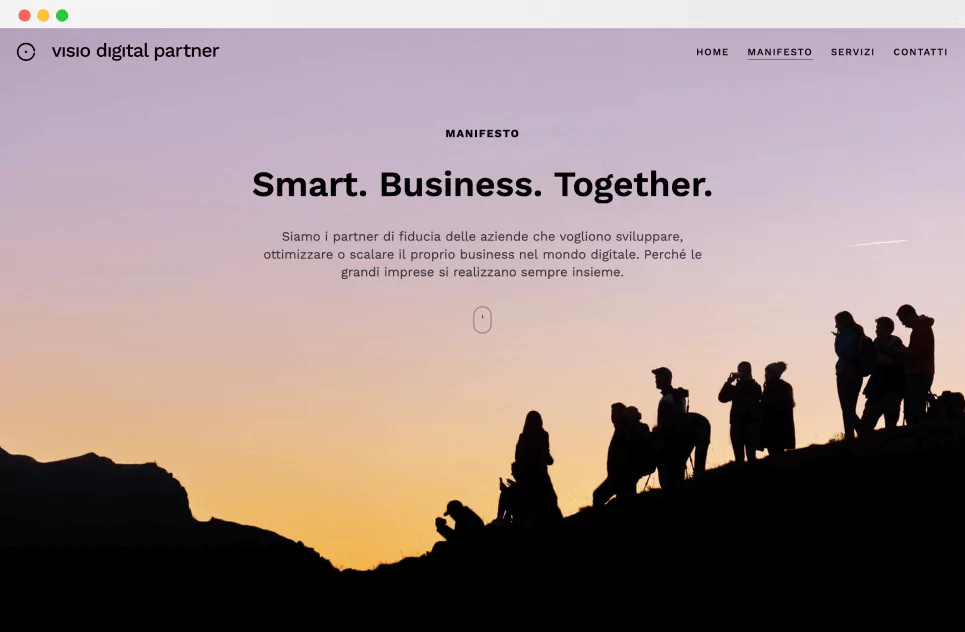 visio digital partner
HOME MANIFESTO SERVIZI CONTATTI
MANIFESTO
Smart. Business. Together.
Siamo i partner di fiducia delle aziende che vogliono sviluppare,
ottimizzare o scalare il proprio business nel mondo digitale. Perché le
grandi imprese si realizzano sempre insieme.